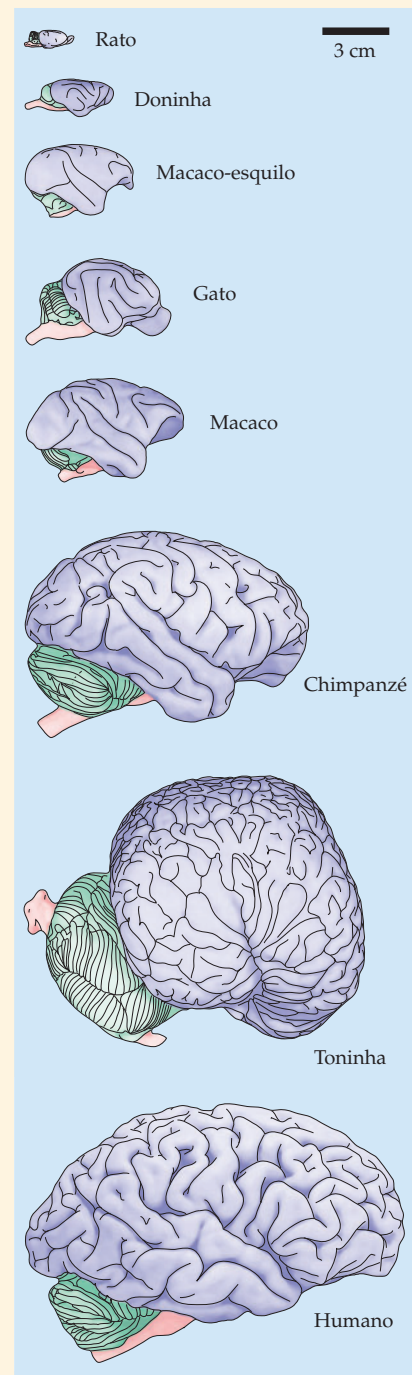 Rato
3 cm
Doninha
Macaco-esquilo
Gato
Macaco
Chimpanzé
Toninha
Humano